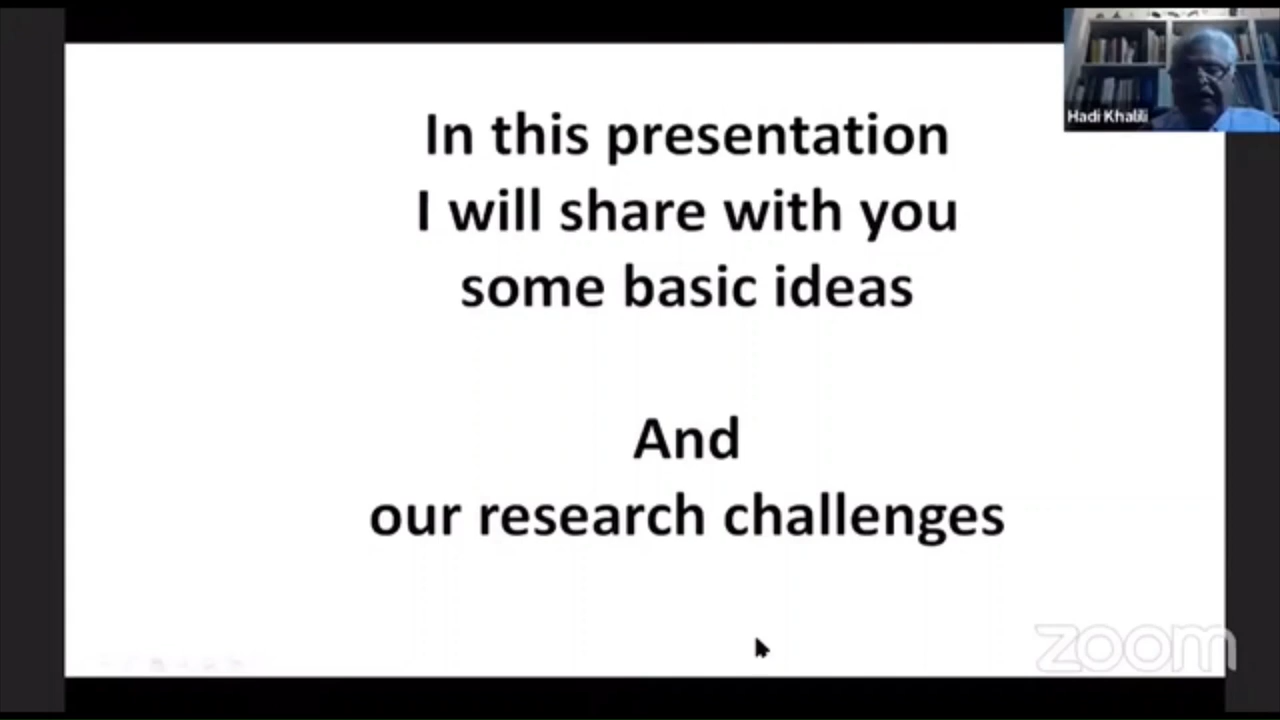 Hadi Khalili
In this presentation
I will share with you
some basic ideas
And
our research challenges
zoom